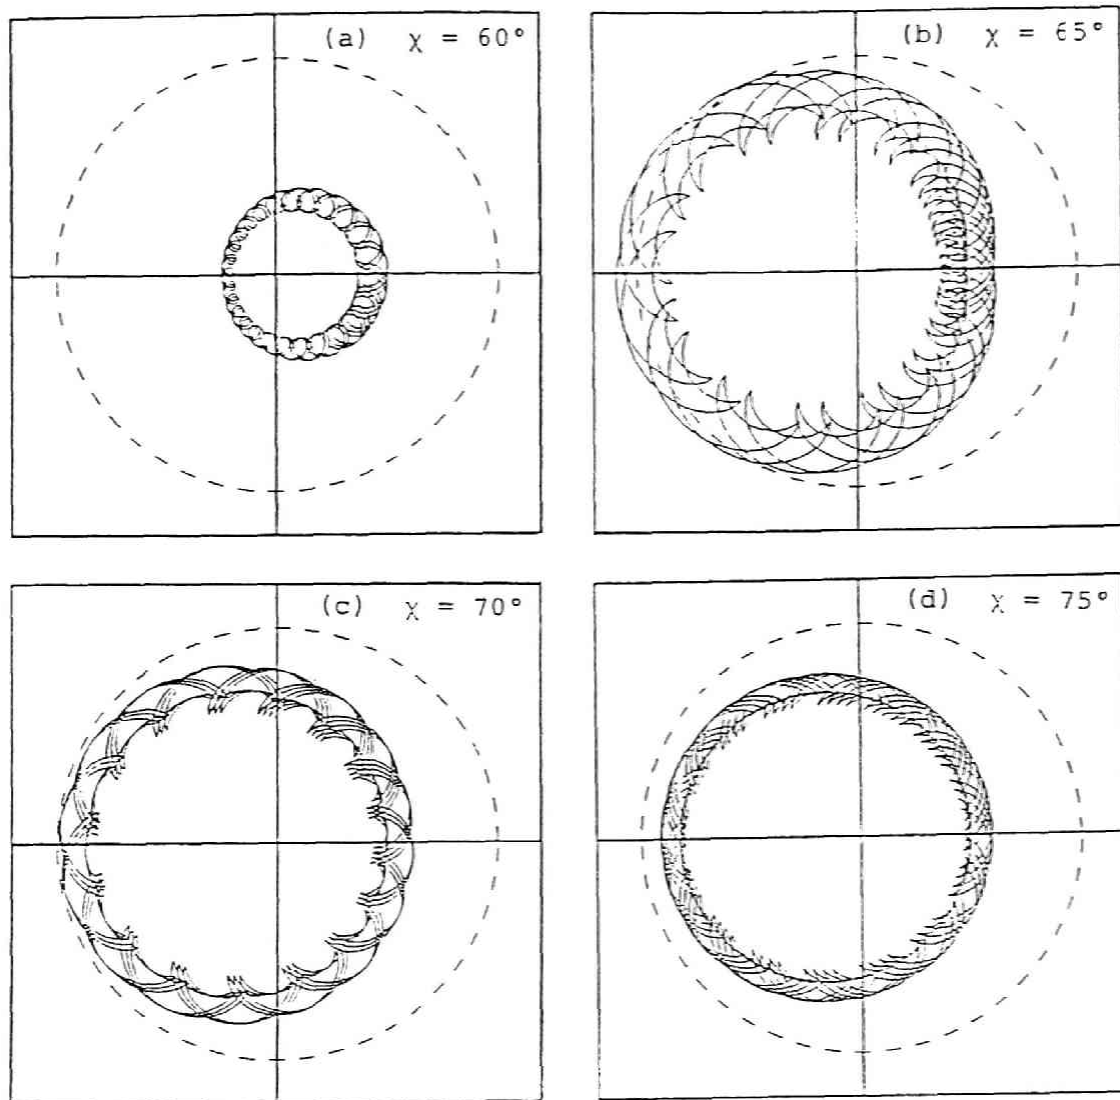 (a) χ = 60°
(b) χ = 65°
(c) χ = 70°
(d) χ = 75°